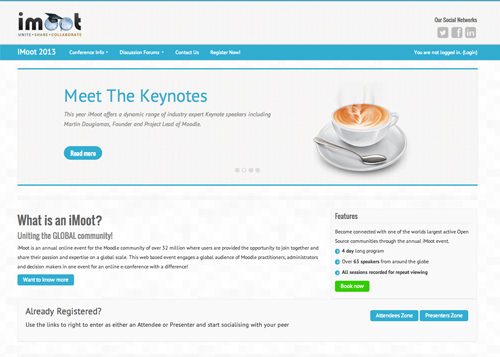 imoot
UNITE • SHARE • COLLABORATE
Our Social Networks
iMoot 2013 Conference Info Discussion Forums Contact Us Register Now! You are not logged in. (Login)
Meet The Keynotes
This year iMoot offers a dynamic range of industry expert Keynote speakers including
Martin Dougiamas, Founder and Project Lead of Moodle.
Read more
What is an iMoot?
Uniting the GLOBAL community!
iMoot is an annual online event for the Moodle community of over 52 million where users are provided the opportunity to join together and
share their passion and expertise on a global scale. This web based event engages a global audience of Moodle practitioners, administrators
and decision makers in one event for an online e-conference with a difference!
Want to know more
Features
Become connected with one of the worlds largest active Open
Source communities through the annual iMoot event.
4 day long program
Over 65 speakers from around the globe
All sessions recorded for repeat viewing
Book now
Already Registered?
Use the links to right to enter as either an Attendee or Presenter and start socialising with your peer
Attendees Zone Presenters Zone